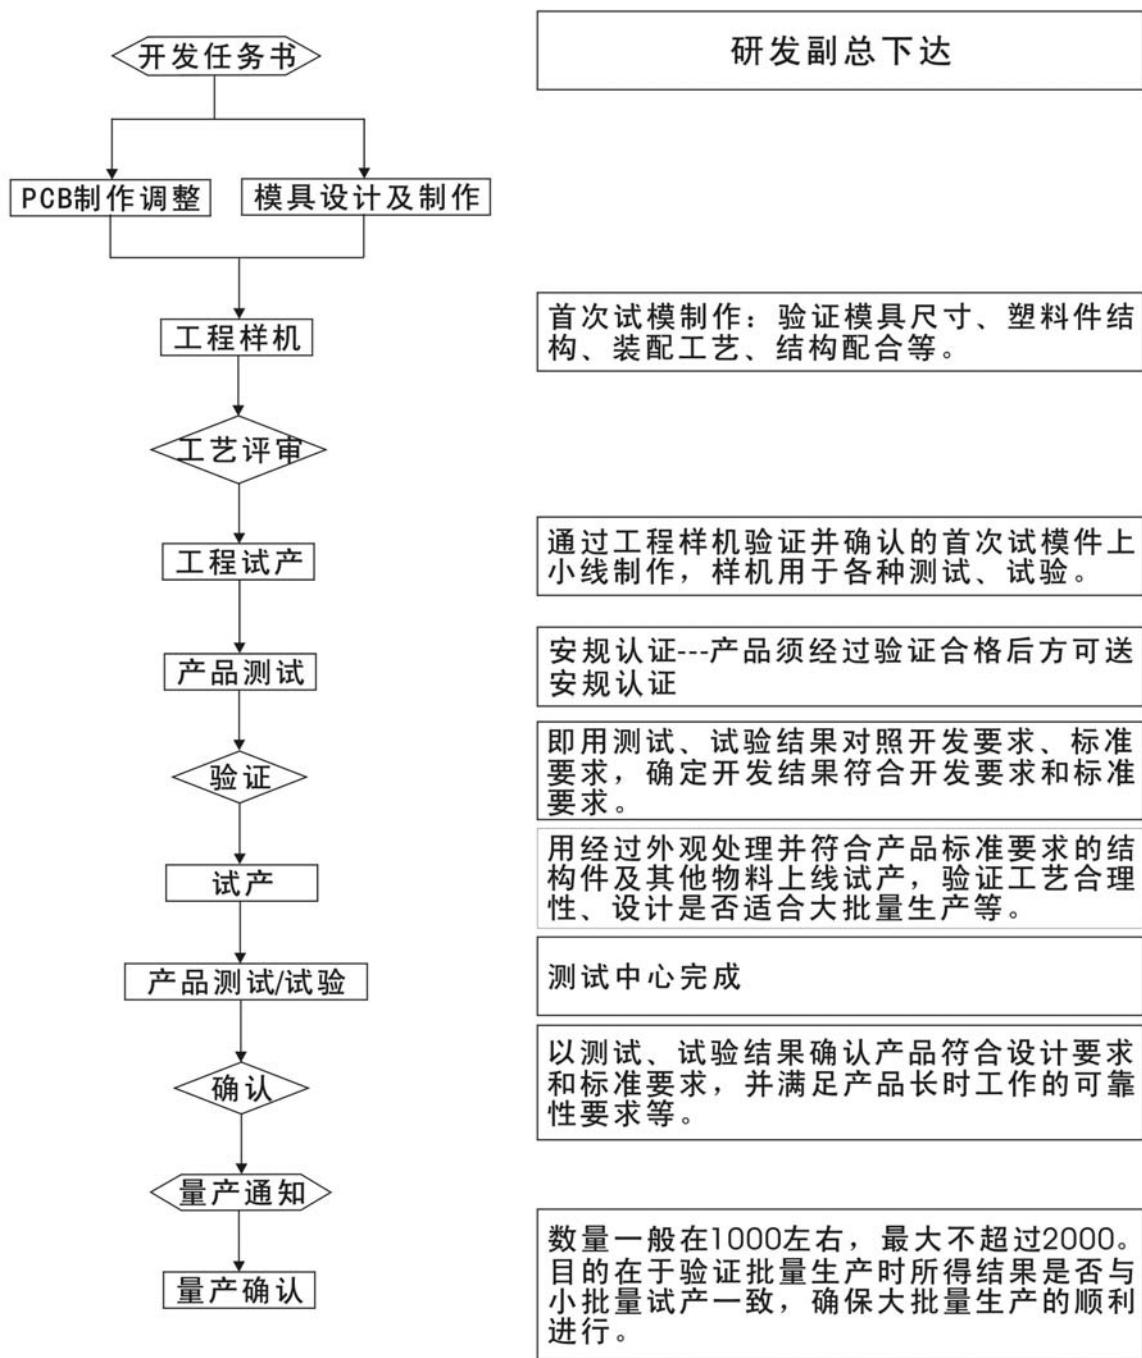 开发任务书
研发副总下达
PCB制作调整
模具设计及制作
工程样机
首次试模制作：验证模具尺寸、塑料件结
构、装配工艺、结构配合等。
工艺评审
工程试产
通过工程样机验证并确认的首次试模件上
小线制作，样机用于各种测试、试验。
产品测试
安规认证---产品须经过验证合格后方可送
安规认证
验证
即用测试、试验结果对照开发要求、标准
要求，确定开发结果符合开发要求和标准
要求。
试产
用经过外观处理并符合产品标准要求的结
构件及其他物料上线试产，验证工艺合理
性、设计是否适合大批量生产等。
产品测试/试验
测试中心完成
确认
以测试、试验结果确认产品符合设计要求
和标准要求，并满足产品长时工作的可靠
性要求等。
量产通知
量产确认
数量一般在1000左右，最大不超过2000。
目的在于验证批量生产时所得结果是否与
小批量试产一致，确保大批量生产的顺利
进行。